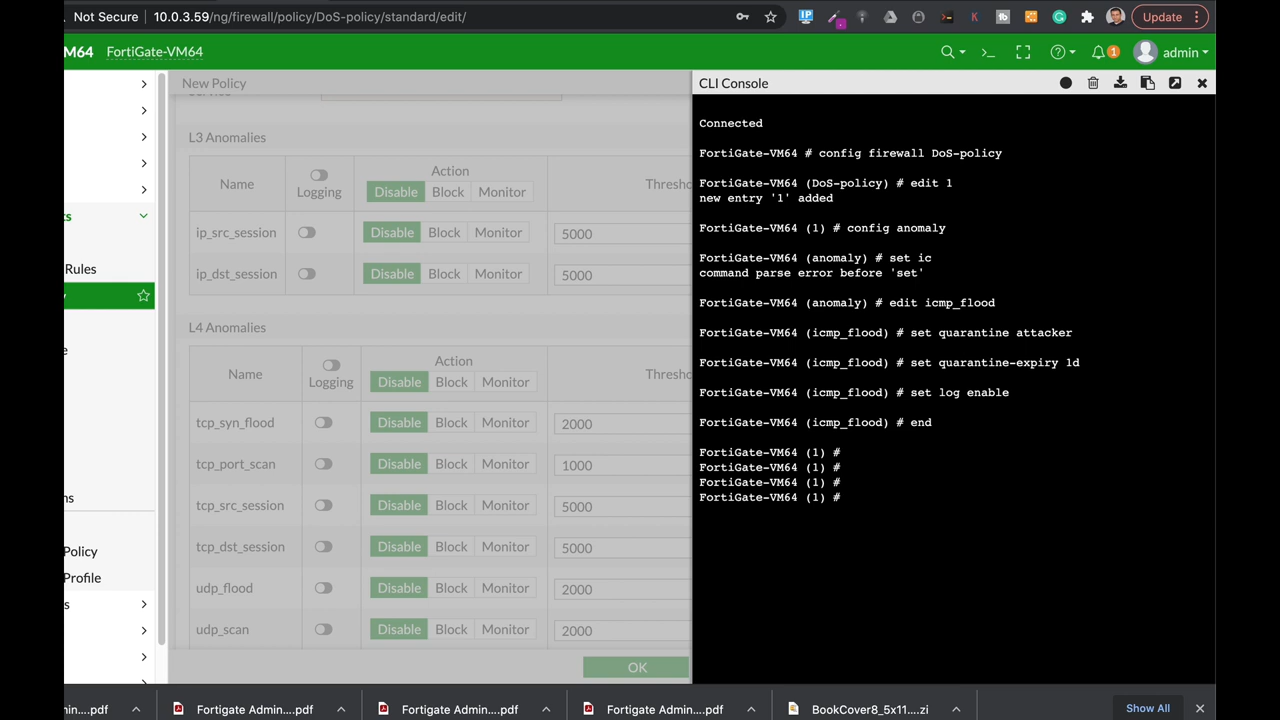 Not Secure 10.0.3.59/ng/firewall/policy/DoS-policy/standard/edit/
Update
M64 FortiGate-VM64
1 admin
New Policy
CLI Console
L3 Anomalies
Name Logging Action Thresho
Disable Block Monitor
ip_src_session Disable Block Monitor 5000
ip_dst_session Disable Block Monitor 5000
L4 Anomalies
Name Logging Action Thresho
Disable Block Monitor
tcp_syn_flood Disable Block Monitor 2000
tcp_port_scan Disable Block Monitor 1000
tcp_src_session Disable Block Monitor 5000
tcp_dst_session Disable Block Monitor 5000
udp_flood Disable Block Monitor 2000
udp_scan Disable Block Monitor 2000
OK
ts
Rules
y
e
ns
Policy
Profile
s
Connected
FortiGate-VM64 # config firewall DoS-policy
FortiGate-VM64 (DoS-policy) # edit 1
new entry '1' added
FortiGate-VM64 (1) # config anomaly
FortiGate-VM64 (anomaly) # set ic
command parse error before 'set'
FortiGate-VM64 (anomaly) # edit icmp_flood
FortiGate-VM64 (icmp_flood) # set quarantine attacker
FortiGate-VM64 (icmp_flood) # set quarantine-expiry 1d
FortiGate-VM64 (icmp_flood) # set log enable
FortiGate-VM64 (icmp_flood) # end
FortiGate-VM64 (1) #
FortiGate-VM64 (1) #
FortiGate-VM64 (1) #
FortiGate-VM64 (1) #
in....pdf
Fortigate Admin....pdf
Fortigate Admin....pdf
Fortigate Admin....pdf
BookCover8_5x11....zi
Show All